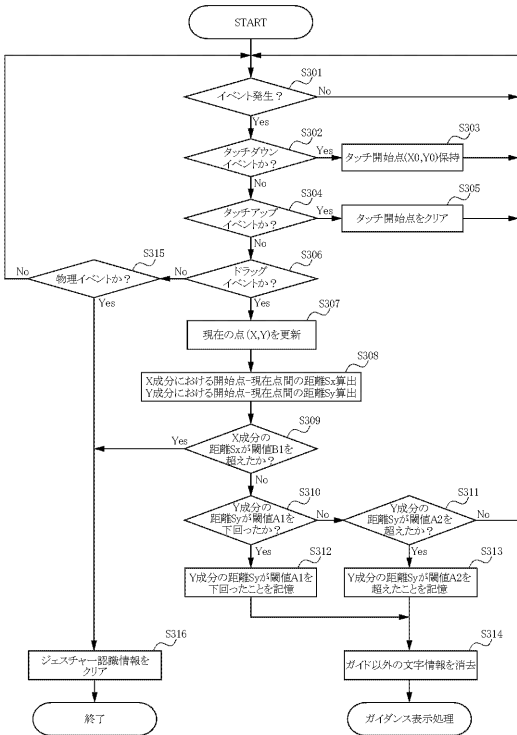 START
S301
イベント発生？
No
Yes
S302
タッチダウン
イベントか？
Yes
No
S303
タッチ開始点(X0,Y0)保持
S304
タッチアップ
イベントか？
Yes
No
S305
タッチ開始点をクリア
S306
ドラッグ
イベントか？
No
Yes
S315
物理イベントか？
No
Yes
S307
現在の点(X,Y)を更新
S308
X成分における開始点-現在点間の距離Sx算出
Y成分における開始点-現在点間の距離Sy算出
S309
X成分の
距離Sxが閾値B1を
超えたか？
Yes
No
S310
Y成分の
距離Syが閾値A1を
下回ったか？
No
Yes
S311
Y成分の
距離Syが閾値A2を
超えたか？
No
Yes
S312
Y成分の距離Syが閾値A1を
下回ったことを記憶
S313
Y成分の距離Syが閾値A2を
超えたことを記憶
S314
ガイド以外の文字情報を消去
S316
ジェスチャー認識情報を
クリア
終了
ガイダンス表示処理